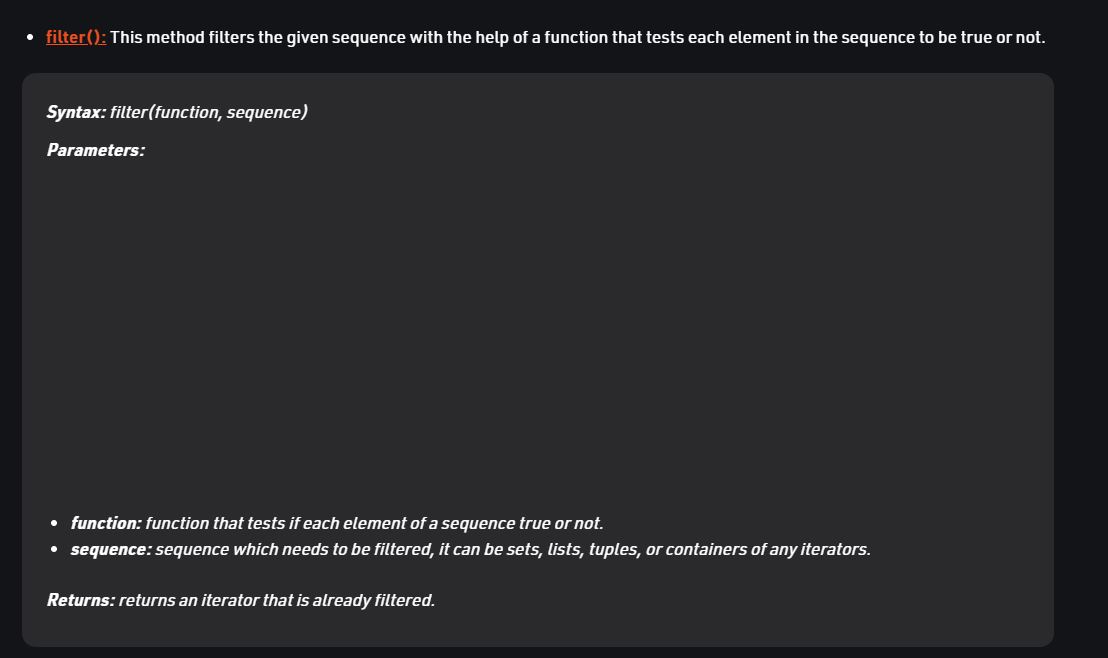 filter(): This method filters the given sequence with the help of a function that tests each element in the sequence to be true or not.
Syntax: filter(function, sequence)
Parameters:
function: function that tests if each element of a sequence true or not.
sequence: sequence which needs to be filtered, it can be sets, lists, tuples, or containers of any iterators.
Returns: returns an iterator that is already filtered.